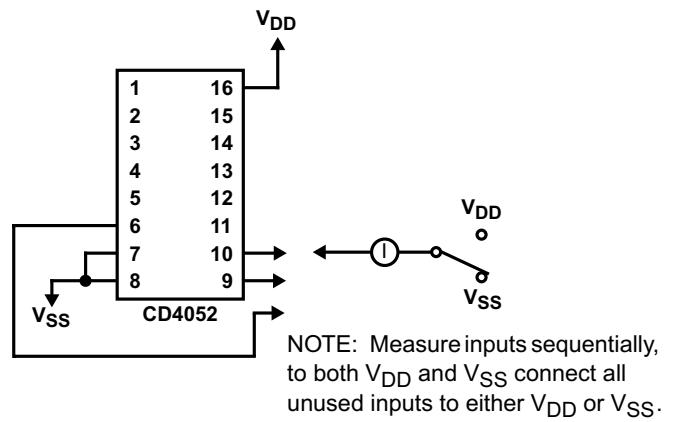 VDD
1 16
2 15
3 14
4 13
5 12
6 11
7 10
8 9
VSS
CD4052
I
VDD
VSS
NOTE: Measure inputs sequentially,
to both VDD and VSS connect all
unused inputs to either VDD or VSS.